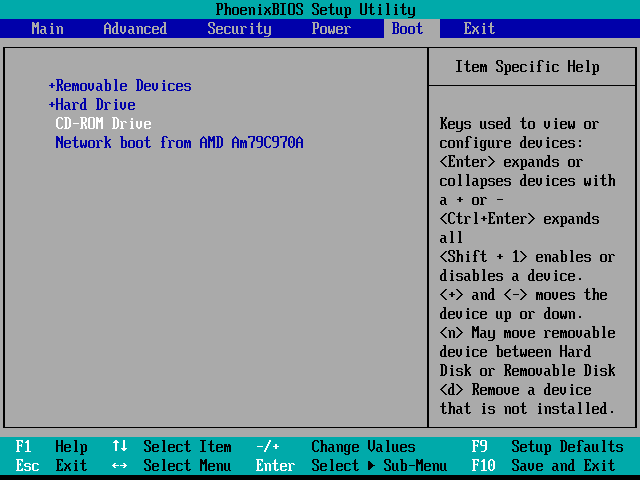 PhoenixBIOS Setup Utility
Main Advanced Security Power Boot Exit
+Removable Devices
+Hard Drive
CD-ROM Drive
Network boot from AMD Am79C970A
Item Specific Help
Keys used to view or
configure devices:
<Enter> expands or
collapses devices with
a + or -
<Ctrl+Enter> expands
all
<Shift + 1> enables or
disables a device.
<+> and <-> moves the
device up or down.
<n> May move removable
device between Hard
Disk or Removable Disk
<d> Remove a device
that is not installed.
F1 Help ↑↓ Select Item -/+ Change Values F9 Setup Defaults
Esc Exit ↔ Select Menu Enter Select ▶ Sub-Menu F10 Save and Exit